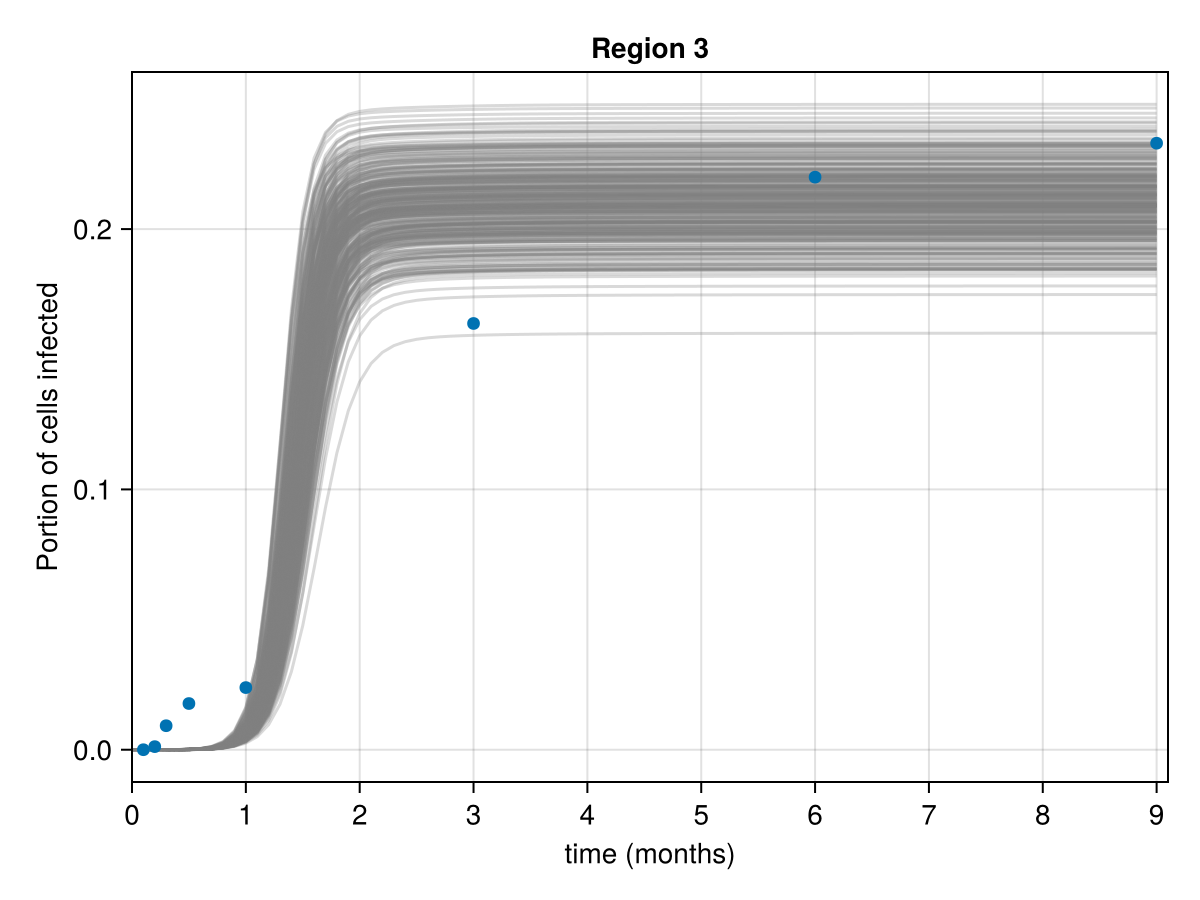 Region 3
Portion of cells infected
0.2
0.1
0.0
0 1 2 3 4 5 6 7 8 9
time (months)